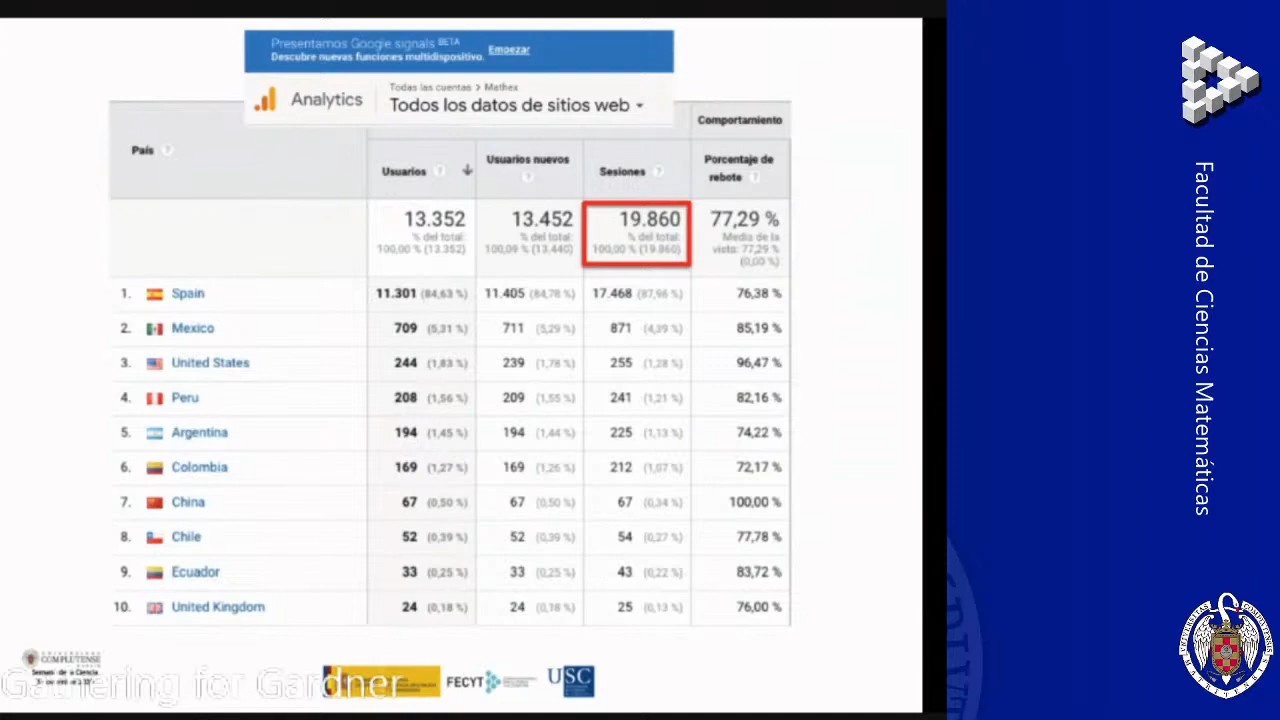 Presentamos Google signals BETA
Descubre nuevas funciones multidispositivo. Empezar
Analytics
Todas las cuentas > Mathex
Todos los datos de sitios web
Comportamiento
País
Usuarios
Usuarios nuevos
Sesiones
Porcentaje de rebote
13.352 13.452 19.860 77,29 %
% del total: % del total: % del total: Media de la
100,00 % (13.352) 100,09 % (13.440) 100,00 % (19.860) vista: 77,29 %
(0,00 %)
1. Spain 11.301 (84,63 %) 11.405 (84,78 %) 17.468 (87,96 %) 76,38 %
2. Mexico 709 (5,31 %) 711 (5,29 %) 871 (4,39 %) 85,19 %
3. United States 244 (1,83 %) 239 (1,78 %) 255 (1,28 %) 96,47 %
4. Peru 208 (1,56 %) 209 (1,55 %) 241 (1,21 %) 82,16 %
5. Argentina 194 (1,45 %) 194 (1,44 %) 225 (1,13 %) 74,22 %
6. Colombia 169 (1,27 %) 169 (1,26 %) 212 (1,07 %) 72,17 %
7. China 67 (0,50 %) 67 (0,50 %) 67 (0,34 %) 100,00 %
8. Chile 52 (0,39 %) 52 (0,39 %) 54 (0,27 %) 77,78 %
9. Ecuador 33 (0,25 %) 33 (0,25 %) 43 (0,22 %) 83,72 %
10. United Kingdom 24 (0,18 %) 24 (0,18 %) 25 (0,13 %) 76,00 %
COMPLUTENSE
Semana de la Ciencia
Gathering for Gardner
FECYT
USC
Facultad de Ciencias Matemáticas